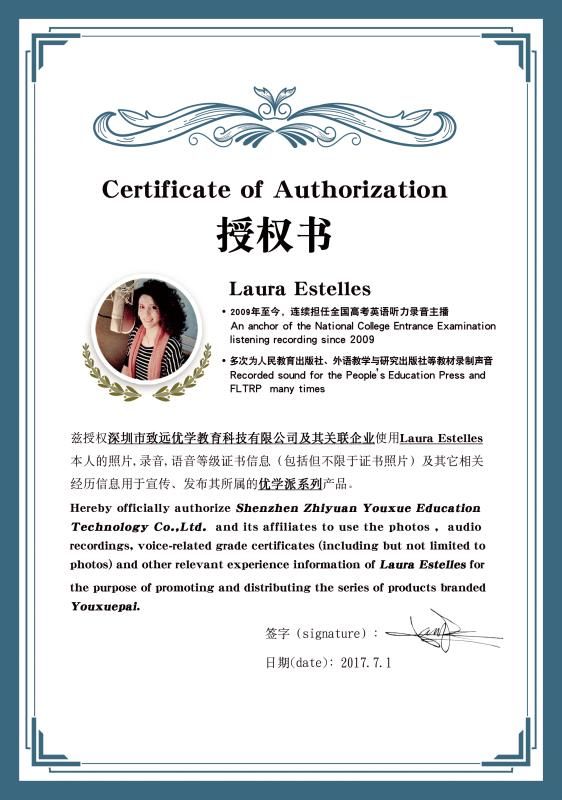 Certificate of Authorization
授权书
Laura Estelles
• 2009年至今，连续担任全国高考英语听力录音主播
An anchor of the National College Entrance Examination
listening recording since 2009
• 多次为人民教育出版社、外语教学与研究出版社等教材录制声音
Recorded sound for the People's Education Press and
FLTRP many times
兹授权深圳市致远优学教育科技有限公司及其关联企业使用Laura Estelles
本人的照片, 录音, 语音等级证书信息（包括但不限于证书照片）及其它相关
经历信息用于宣传、发布其所属的优学派系列产品。
Hereby officially authorize Shenzhen Zhiyuan Youxue Education
Technology Co.,Ltd. and its affiliates to use the photos , audio
recordings, voice-related grade certificates (including but not limited to
photos) and other relevant experience information of Laura Estelles for
the purpose of promoting and distributing the series of products branded
Youxuepai.
签字（signature）:
日期(date): 2017.7.1